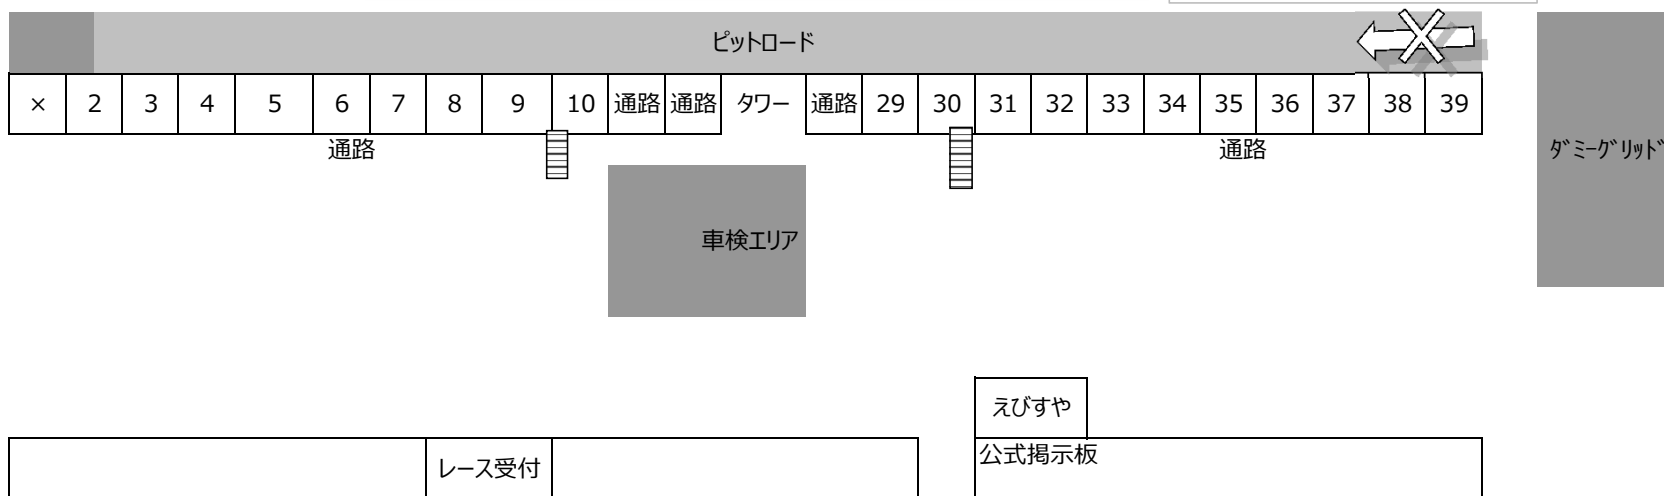 ピットロード
× 2 3 4 5 6 7 8 9 10 通路 通路 タワー 通路 29 30 31 32 33 34 35 36 37 38 39
通路 通路 ダミーグリッド
車検エリア
えびすや
公式掲示板
レース受付